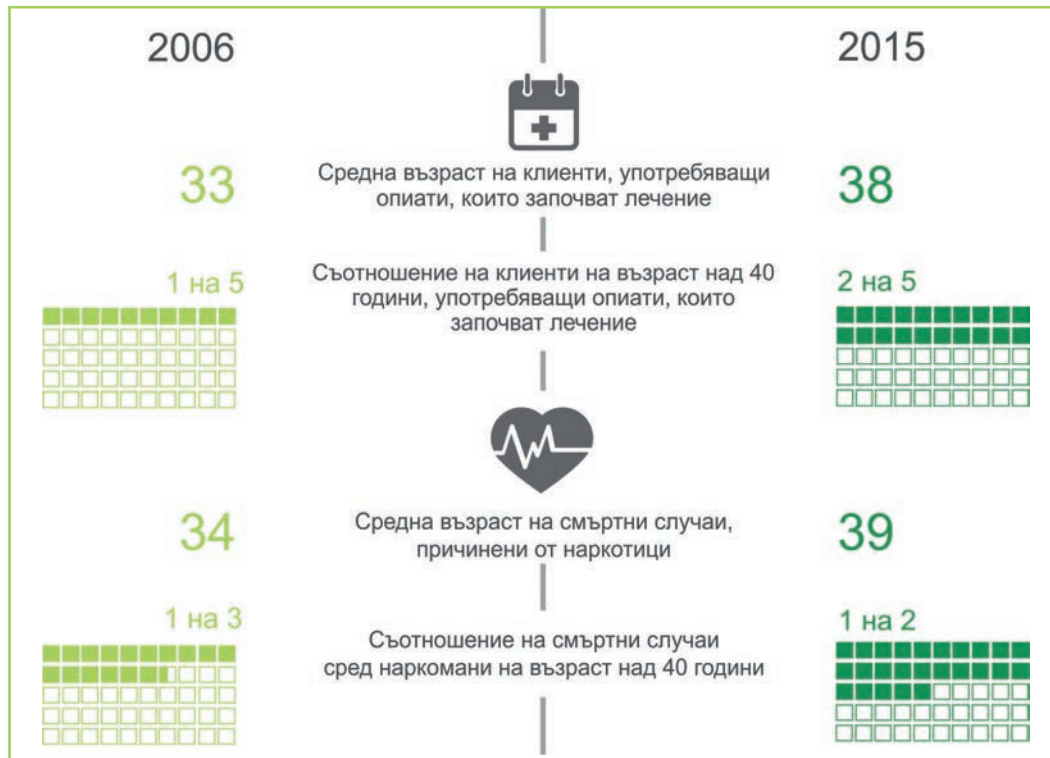 2006
2015
33
Средна възраст на клиенти, употребяващи
опиати, които започват лечение
38
1 на 5
Съотношение на клиенти на възраст над 40
години, употребяващи опиати, които
започват лечение
2 на 5
34
Средна възраст на смъртни случаи,
причинени от наркотици
39
1 на 3
Съотношение на смъртни случаи
сред наркомани на възраст над 40 години
1 на 2